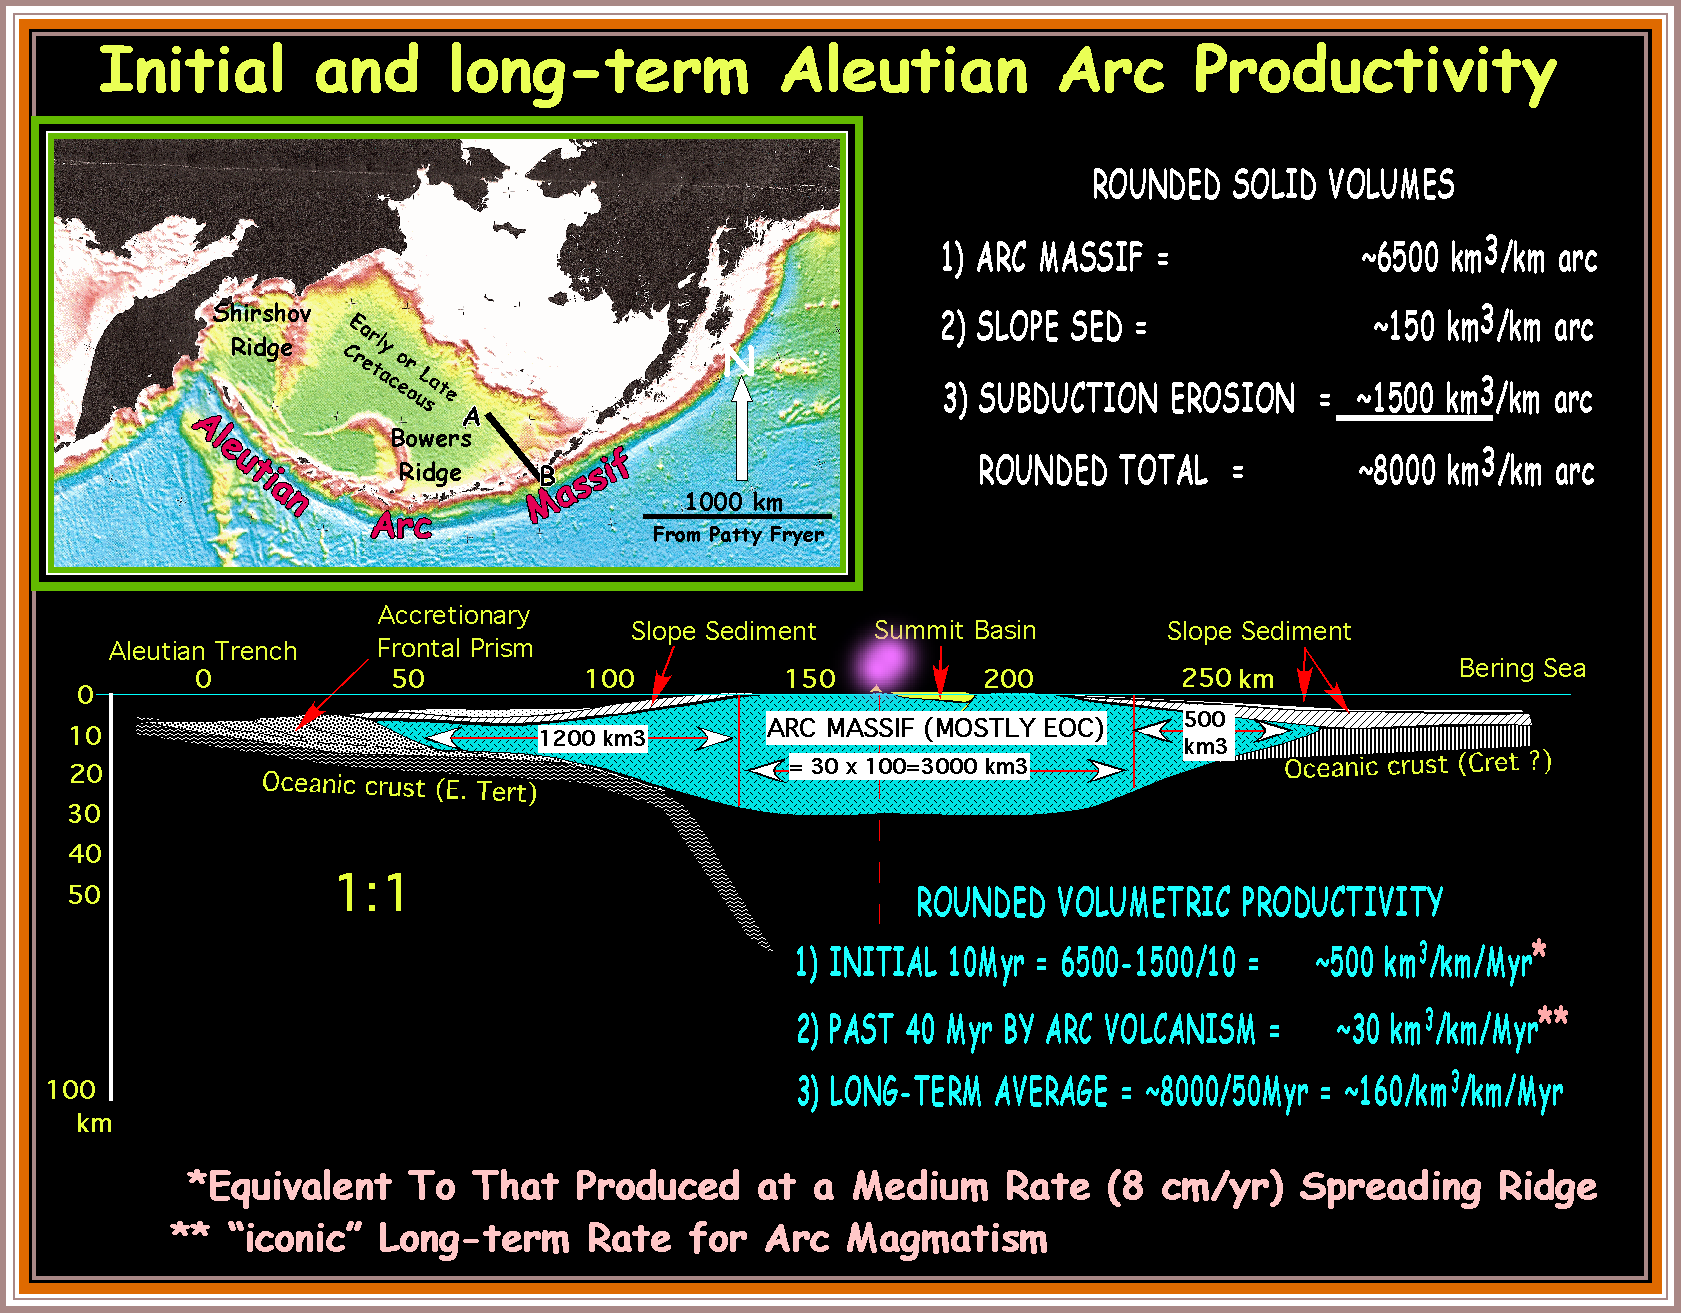 Initial and long-term Aleutian Arc Productivity
Shirshov
Ridge
Early or Late
Cretaceous
A
Bowers
Ridge
B
N
Aleutian
Arc
Massif
1000 km
From Patty Fryer
ROUNDED SOLID VOLUMES
1) ARC MASSIF = ~6500 km3/km arc
2) SLOPE SED = ~150 km3/km arc
3) SUBDUCTION EROSION = ~1500 km3/km arc
ROUNDED TOTAL = ~8000 km3/km arc
Accretionary
Frontal Prism
Aleutian Trench
Slope Sediment
Summit Basin
Slope Sediment
Bering Sea
0 50 100 150 200 250 km
0
10
20
30
40
50
100
km
1200 km3
ARC MASSIF (MOSTLY EOC)
= 30 x 100=3000 km3
500
km3
Oceanic crust (E. Tert)
Oceanic crust (Cret ?)
1:1
ROUNDED VOLUMETRIC PRODUCTIVITY
1) INITIAL 10Myr = 6500-1500/10 = ~500 km3/km/Myr*
2) PAST 40 Myr BY ARC VOLCANISM = ~30 km3/km/Myr**
3) LONG-TERM AVERAGE = ~8000/50Myr = ~160/km3/km/Myr
*Equivalent To That Produced at a Medium Rate (8 cm/yr) Spreading Ridge
** “iconic” Long-term Rate for Arc Magmatism